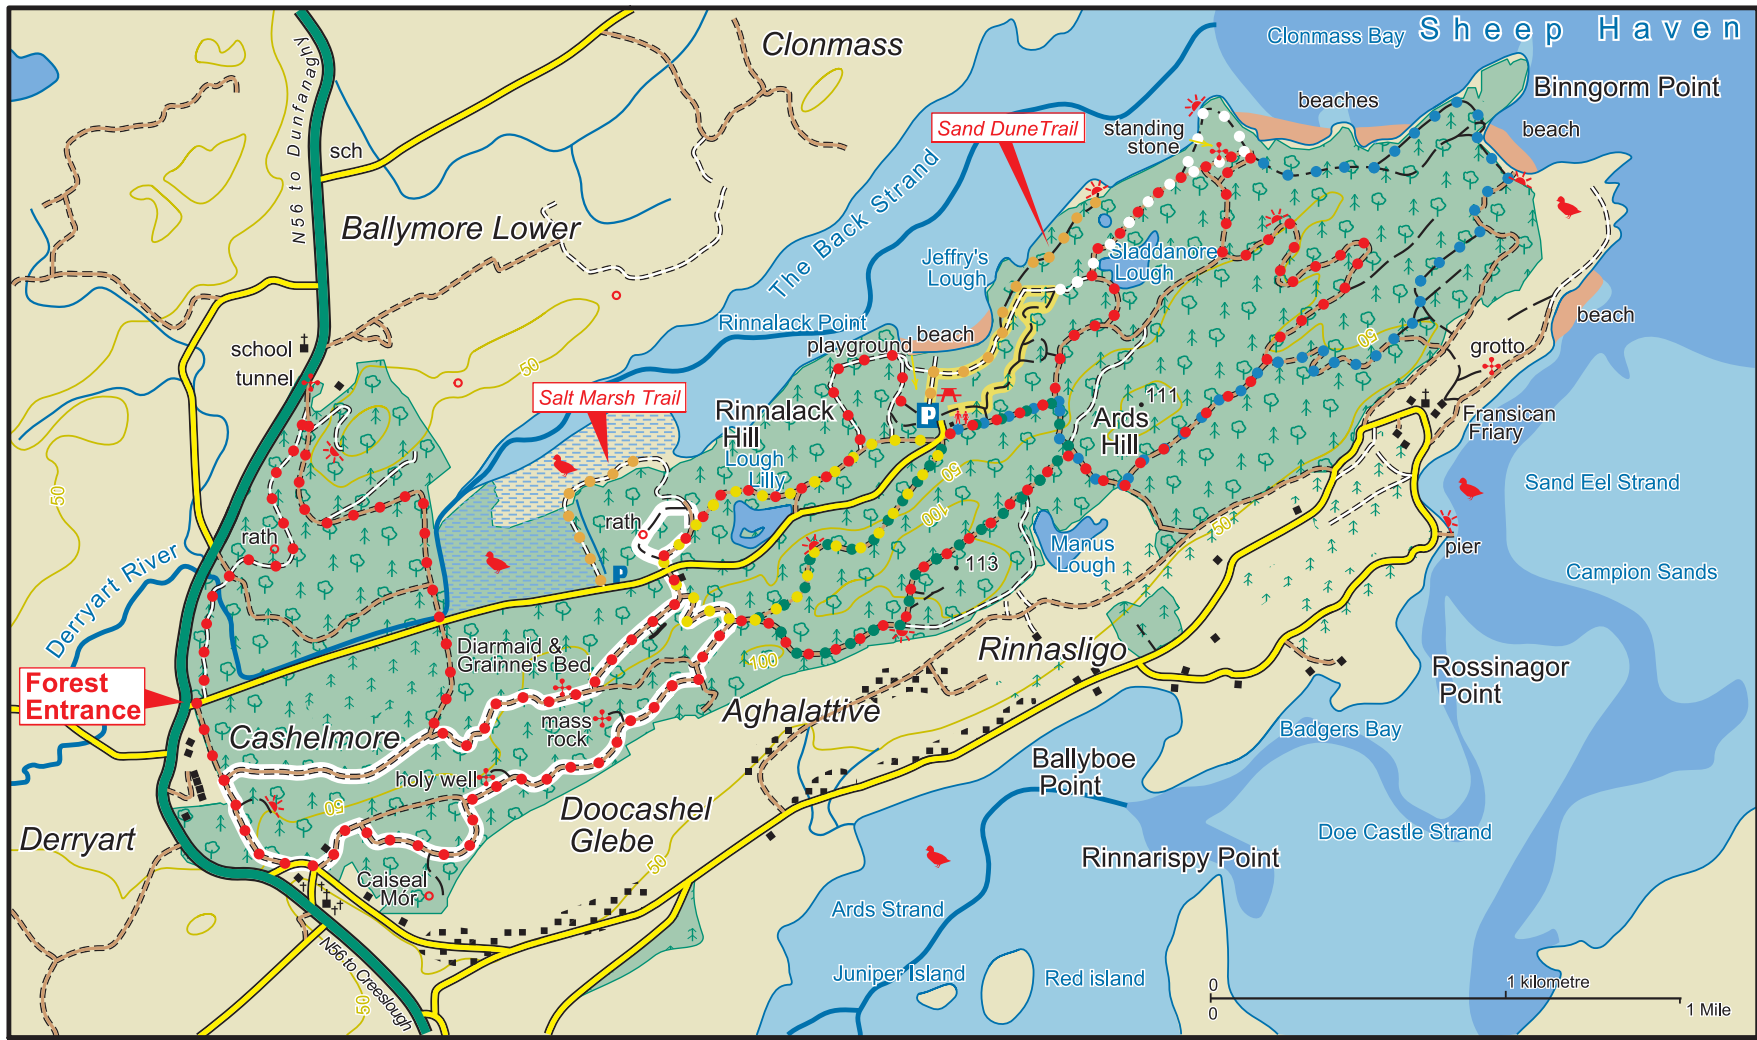 Clonmass
Clonmass Bay
Sheep Haven
Binngorm Point
beaches
beach
standing
stone
Sand DuneTrail
N56 to Dunfanaghy
sch
Ballymore Lower
The Back Strand
Jeffry's
Lough
Sladdanore
Lough
Rinnalack Point
beach
playground
beach
school
tunnel
50
50
grotto
Salt Marsh Trail
Rinnalack
Hill
Lough
Lilly
P
111
Ards
Hill
Fransican
Friary
50
50
Sand Eel Strand
100
50
rath
rath
pier
Manus
Lough
113
P
Campion Sands
Derryart River
Diarmaid &
Grainne's Bed
100
Rinnasligo
Rossinagor
Point
Forest
Entrance
Aghalattive
mass
rock
Cashelmore
Badgers Bay
holy well
Ballyboe
Point
50
Doocashel
Glebe
Derryart
Doe Castle Strand
Rinnarispy Point
50
Caiseal
Mór
Ards Strand
N56 to Creeslough
50
Juniper Island
Red island
0
1 kilometre
0
1 Mile